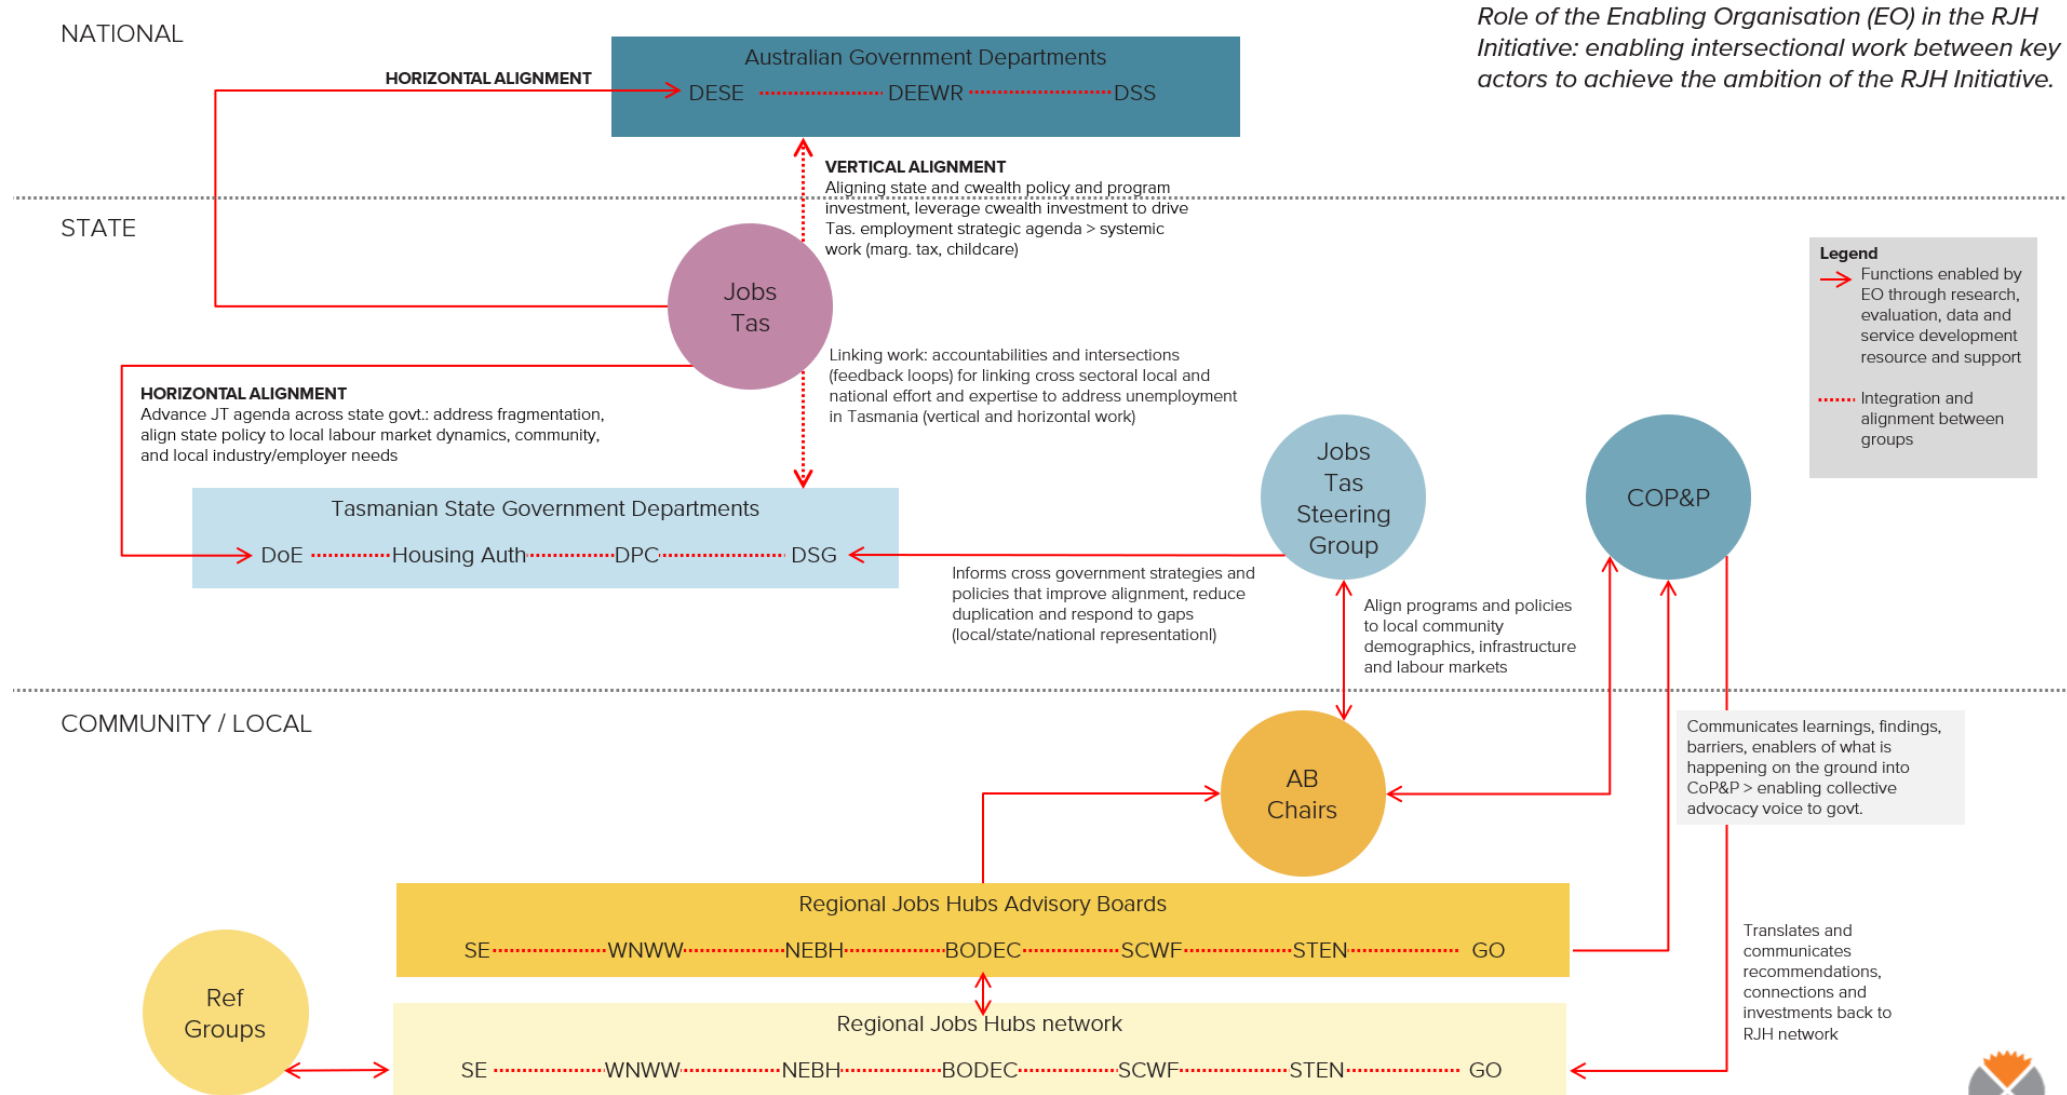 Role of the Enabling Organisation (EO) in the RJH
Initiative: enabling intersectional work between key
actors to achieve the ambition of the RJH Initiative.
NATIONAL
HORIZONTAL ALIGNMENT
Australian Government Departments
DESE DEEWR DSS
VERTICAL ALIGNMENT
Aligning state and cwealth policy and program
investment, leverage cwealth investment to drive
Tas. employment strategic agenda > systemic
work (marg. tax, childcare)
STATE
Jobs
Tas
Legend
Functions enabled by
EO through research,
evaluation, data and
service development
resource and support
Integration and
alignment between
groups
Linking work: accountabilities and intersections
(feedback loops) for linking cross sectoral local and
national effort and expertise to address unemployment
in Tasmania (vertical and horizontal work)
HORIZONTAL ALIGNMENT
Advance JT agenda across state govt.: address fragmentation,
align state policy to local labour market dynamics, community,
and local industry/employer needs
Tasmanian State Government Departments
DoE Housing Auth DPC DSG
Jobs
Tas
Steering
Group
COP&P
Informs cross government strategies and
policies that improve alignment, reduce
duplication and respond to gaps
(local/state/national representationl)
Align programs and policies
to local community
demographics, infrastructure
and labour markets
COMMUNITY / LOCAL
AB
Chairs
Communicates learnings, findings,
barriers, enablers of what is
happening on the ground into
CoP&P > enabling collective
advocacy voice to govt.
Regional Jobs Hubs Advisory Boards
SE WNWW NEBH BODEC SCWF STEN GO
Translates and
communicates
recommendations,
connections and
investments back to
RJH network
Ref
Groups
Regional Jobs Hubs network
SE WNWW NEBH BODEC SCWF STEN GO